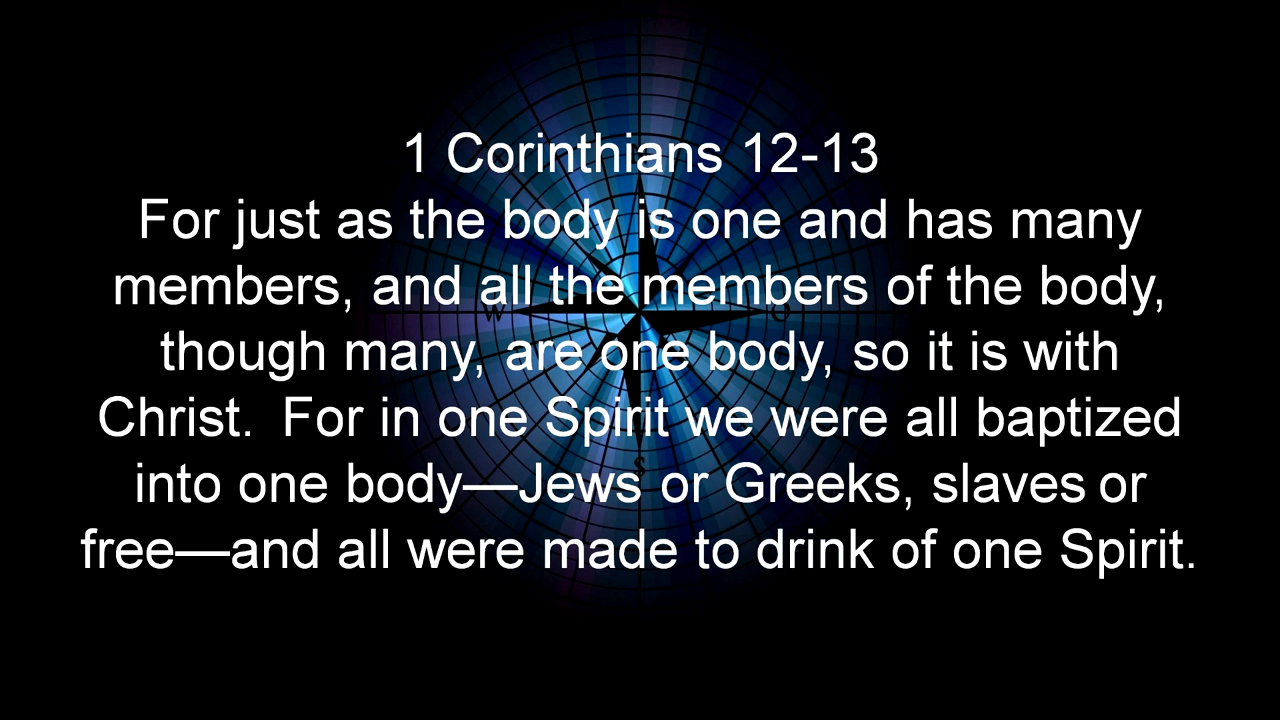 1 Corinthians 12-13
For just as the body is one and has many
members, and all the members of the body,
though many, are one body, so it is with
Christ.  For in one Spirit we were all baptized
into one body—Jews or Greeks, slaves or
free—and all were made to drink of one Spirit.
W
O
S